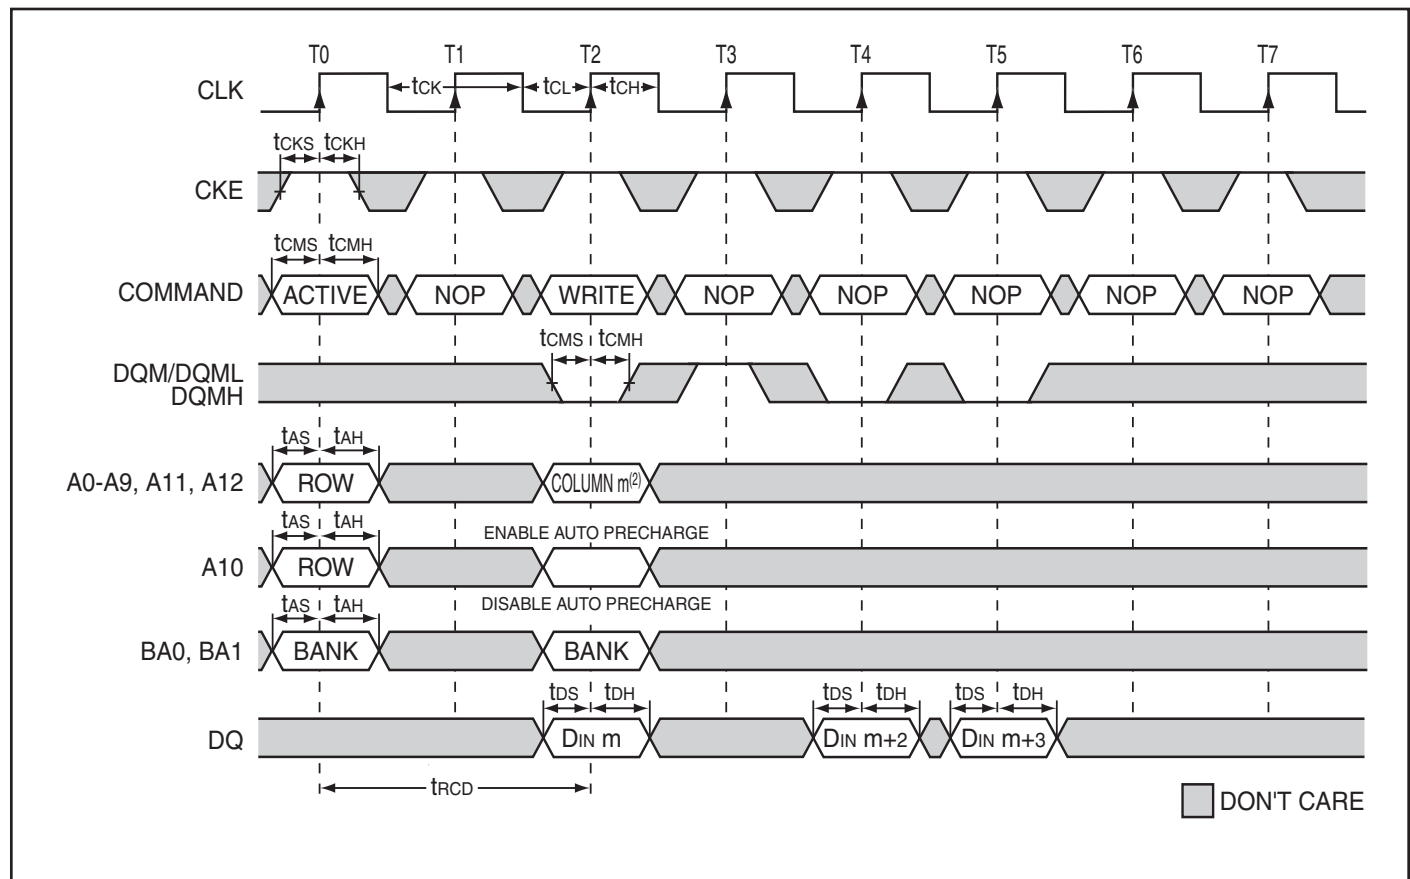 T0 T1 T2 T3 T4 T5 T6 T7
CLK
tCK tCL tCH
tCKS tCKH
CKE
tCMS tCMH
COMMAND ACTIVE NOP WRITE NOP NOP NOP NOP NOP
tCMS tCMH
DQM/DQML
DQMH
tAS tAH
A0-A9, A11, A12 ROW COLUMN m(2)
tAS tAH ENABLE AUTO PRECHARGE
A10 ROW
tAS tAH DISABLE AUTO PRECHARGE
BA0, BA1 BANK BANK
tDS tDH tDS tDH tDS tDH
DQ DIN m DIN m+2 DIN m+3
tRCD
DON'T CARE